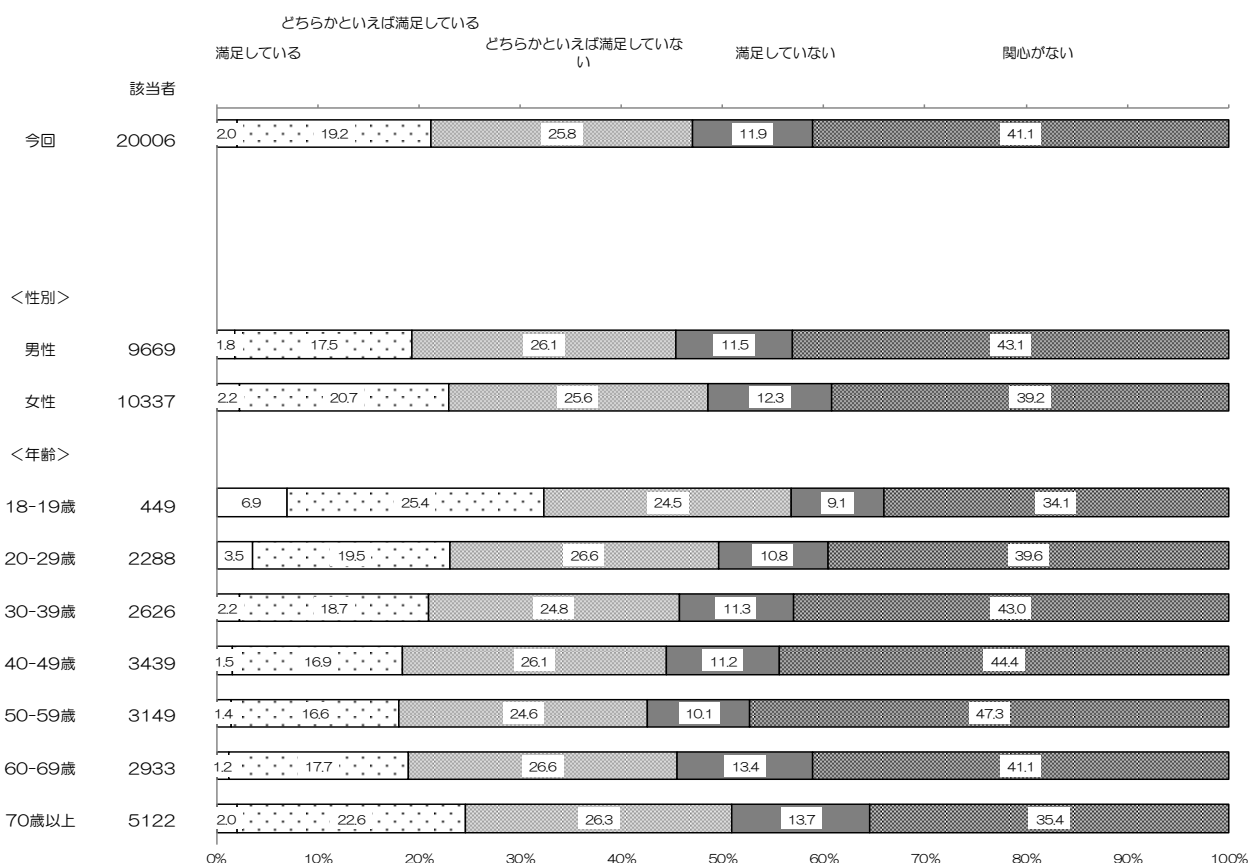 どちらかといえば満足している
満足している
どちらかといえば満足していな
い
満足していない
関心がない
該当者
今回 20006 2.0 19.2 25.8 11.9 41.1
＜性別＞
男性 9669 1.8 17.5 26.1 11.5 43.1
女性 10337 2.2 20.7 25.6 12.3 39.2
＜年齢＞
18-19歳 449 6.9 25.4 24.5 9.1 34.1
20-29歳 2288 3.5 19.5 26.6 10.8 39.6
30-39歳 2626 2.2 18.7 24.8 11.3 43.0
40-49歳 3439 1.5 16.9 26.1 11.2 44.4
50-59歳 3149 1.4 16.6 24.6 10.1 47.3
60-69歳 2933 1.2 17.7 26.6 13.4 41.1
70歳以上 5122 2.0 22.6 26.3 13.7 35.4
0% 10% 20% 30% 40% 50% 60% 70% 80% 90% 100%